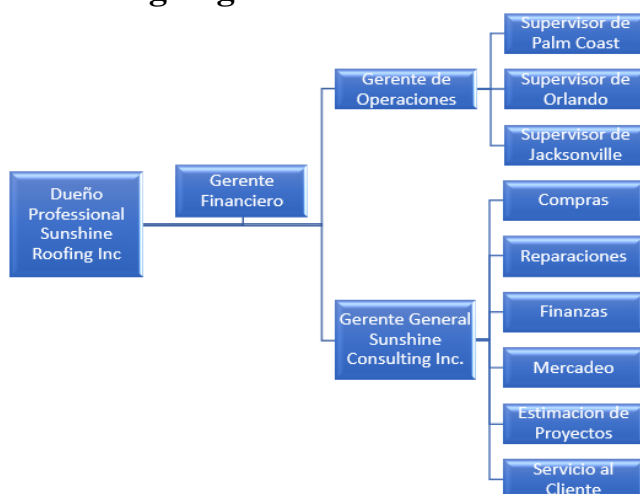 Supervisor de
Palm Coast
Gerente de
Operaciones
Supervisor de
Orlando
Supervisor de
Jacksonville
Dueño
Professional
Sunshine
Roofing Inc
Gerente
Financiero
Compras
Reparaciones
Gerente General
Sunshine
Consulting Inc.
Finanzas
Mercadeo
Estimacion de
Proyectos
Servicio al
Cliente